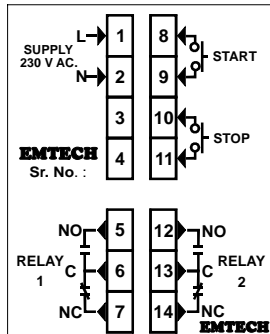 L 1 8
SUPPLY START
230 V AC.
N 2 9
3 10
STOP
EMTECH 4 11
Sr. No. :
NO 5 12 NO
RELAY RELAY
C 6 13 C
1 2
NC 7 14 NC
EMTECH